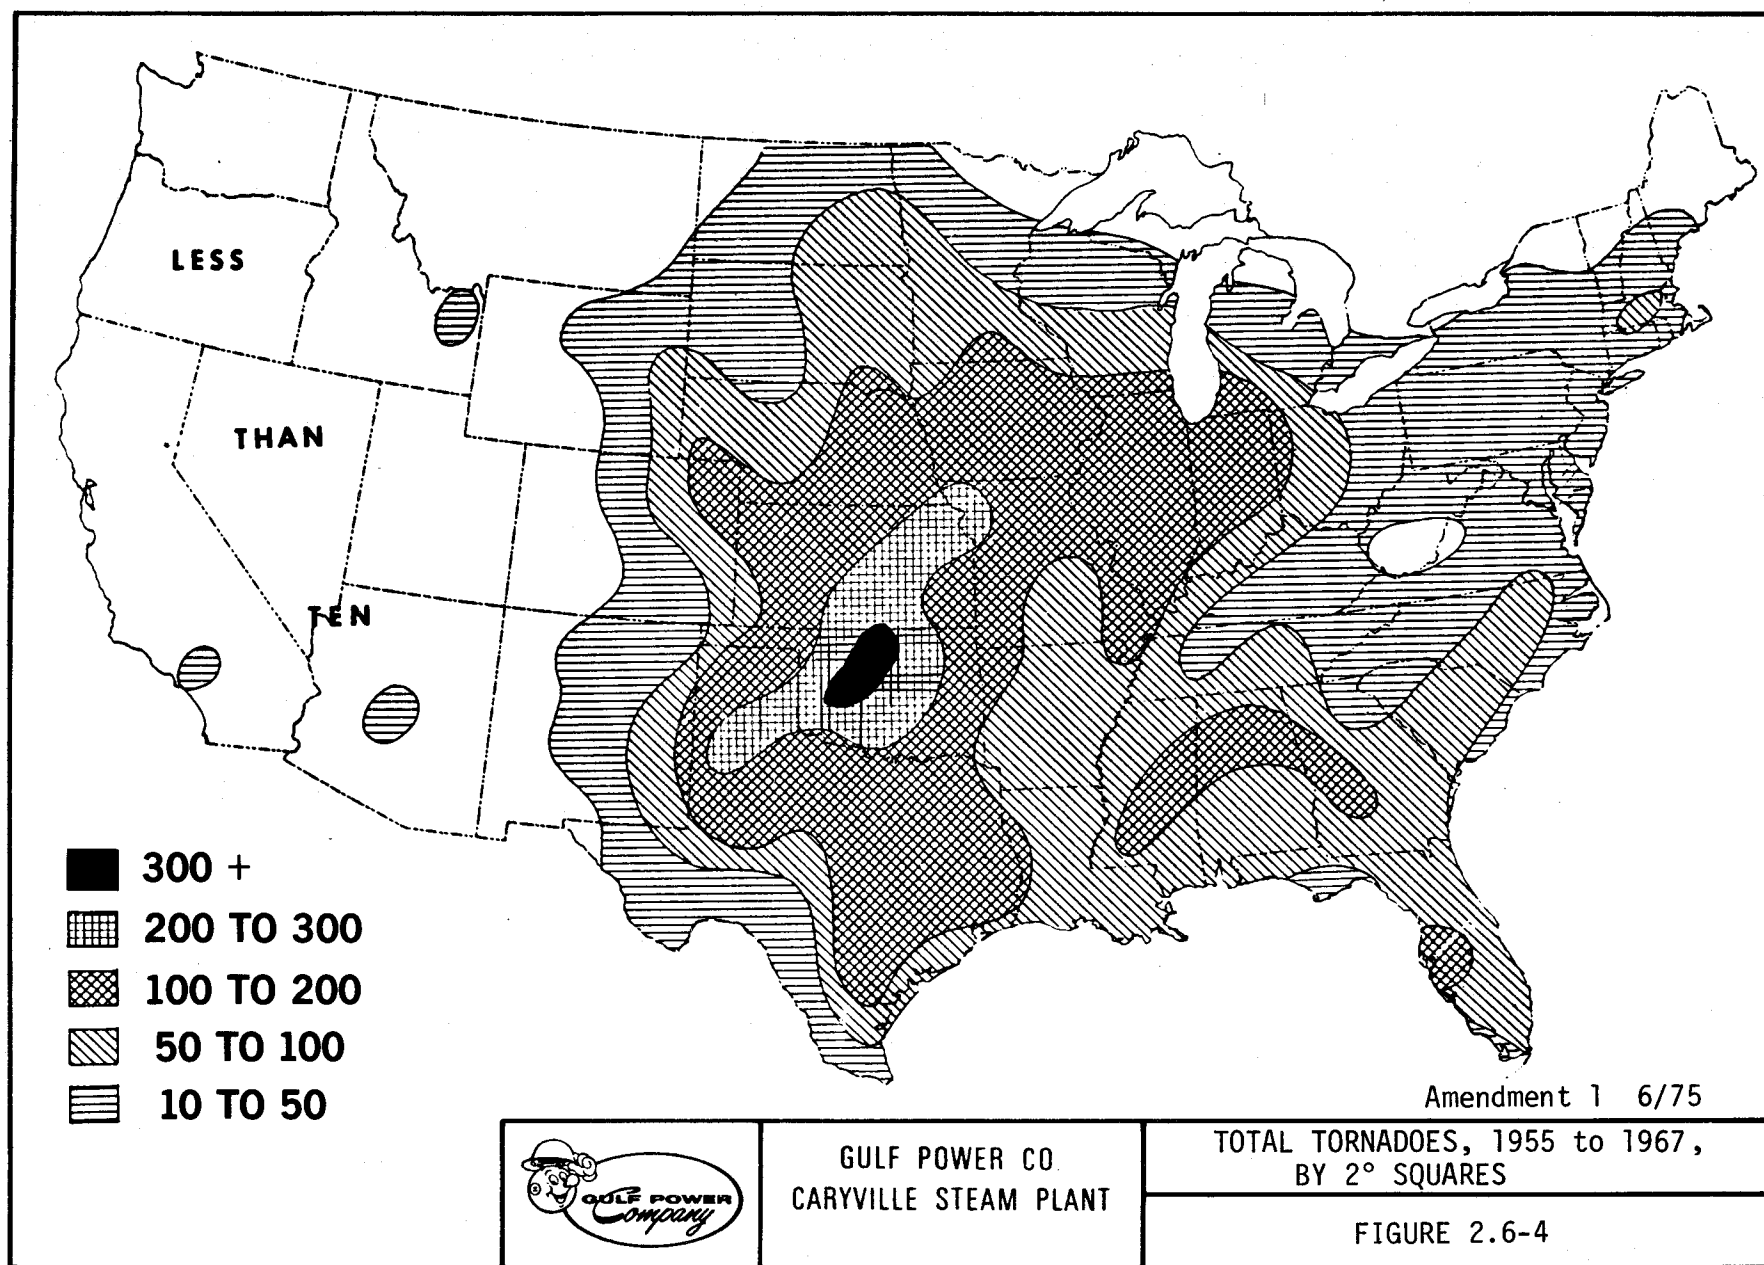 LESS
THAN
TEN
300 +
200 TO 300
100 TO 200
50 TO 100
10 TO 50
Amendment 1 6/75
GULF POWER
Company
GULF POWER CO.
CARYVILLE STEAM PLANT
TOTAL TORNADOES, 1955 to 1967,
BY 2° SQUARES
FIGURE 2.6-4